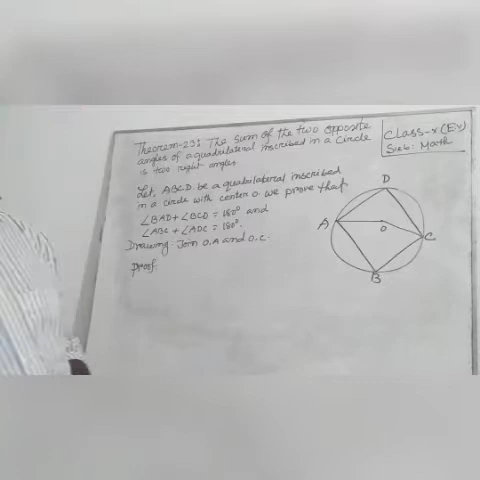 Theorem-23: The sum of the two opposite
angles of a quadrilateral inscribed in a Circle
is two right angles.
Class-X (E.V)
Sub: Math
Let, ABCD be a quadrilateral inscribed
in a circle with center O. we prove that,
∠BAD+∠BCD = 180° and
∠ABC + ∠ADC = 180°.
Drawing: Join O,A and O,C.
Proof:
D
A
O
C
B